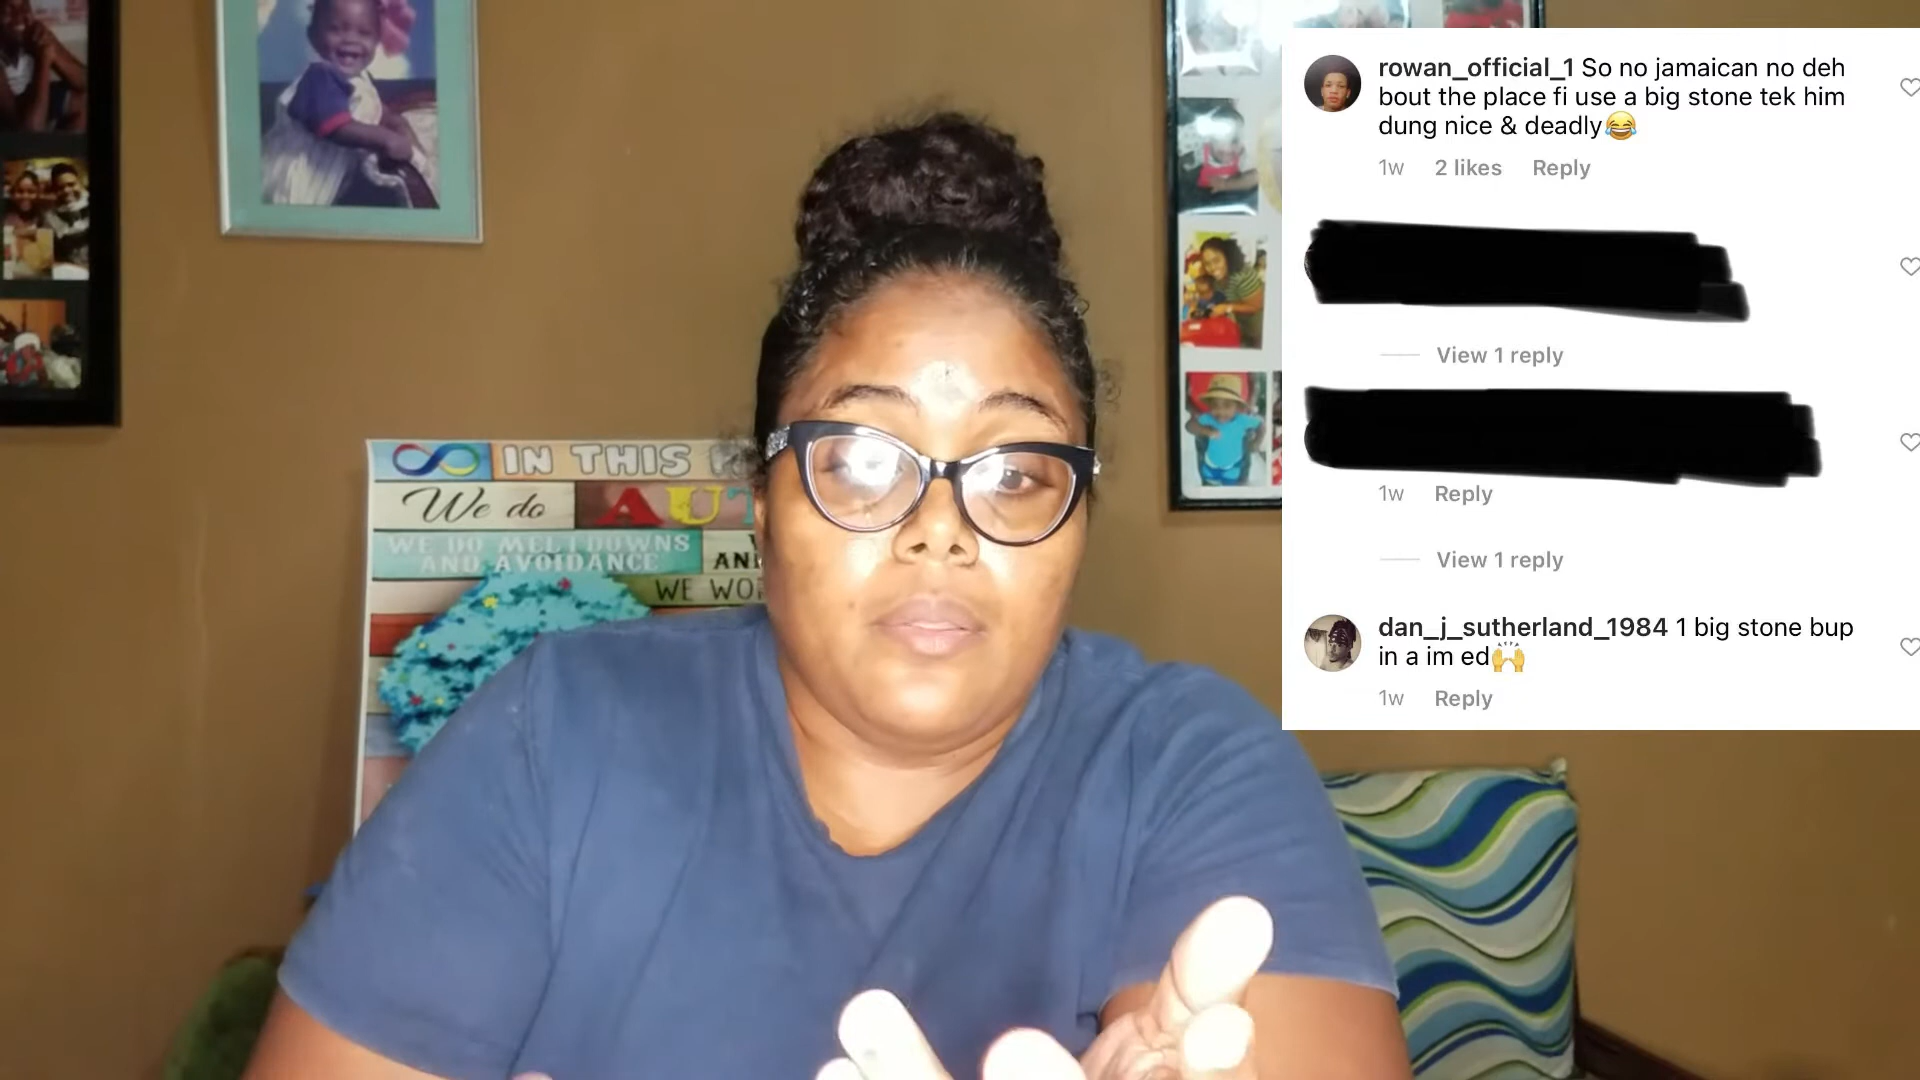 IN THIS
We do AUT
WE DO MELTDOWNS
AND AVOIDANCE
WE WO
rowan_official_1 So no jamaican no deh
bout the place fi use a big stone tek him
dung nice & deadly😂
1w 2 likes Reply
View 1 reply
1w Reply
View 1 reply
dan_j_sutherland_1984 1 big stone bup
in a im ed🙌
1w Reply